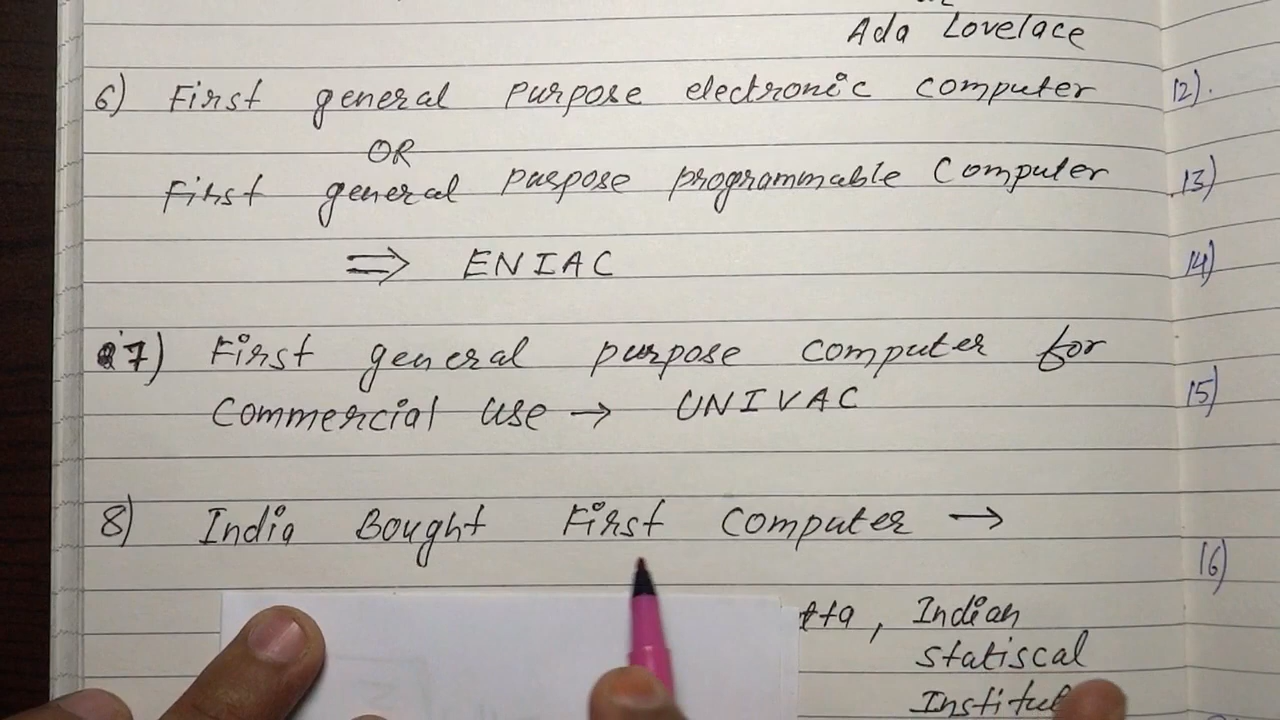 Ada Lovelace
6) First general purpose electronic computer
OR
First general purpose programmable Computer
⇒ ENIAC
7) First general purpose computer for
Commercial use → UNIVAC
8) India Bought First Computer →
tta, Indian
Statiscal
12).
13)
14)
15)
16)